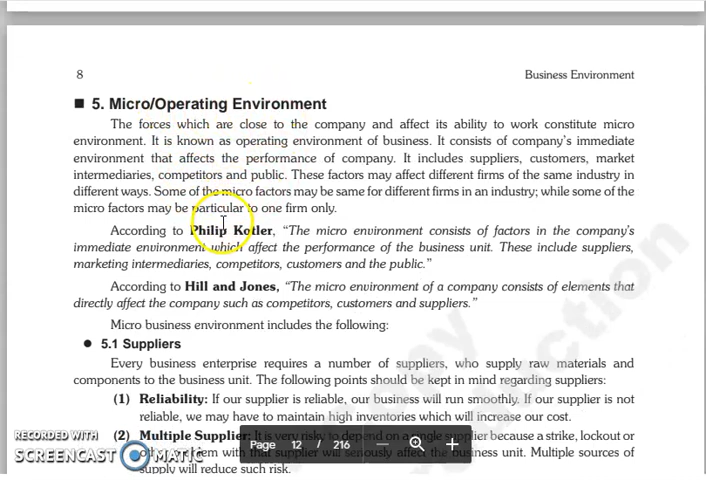 8
Business Environment
5. Micro/Operating Environment
The forces which are close to the company and affect its ability to work constitute micro
environment. It is known as operating environment of business. It consists of company's immediate
environment that affects the performance of company. It includes suppliers, customers, market
intermediaries, competitors and public. These factors may affect different firms of the same industry in
different ways. Some of the micro factors may be same for different firms in an industry; while some of the
micro factors may be particular to one firm only.
According to Philip Kotler, “The micro environment consists of factors in the company's
immediate environment which affect the performance of the business unit. These include suppliers,
marketing intermediaries, competitors, customers and the public.”
According to Hill and Jones, “The micro environment of a company consists of elements that
directly affect the company such as competitors, customers and suppliers.”
Micro business environment includes the following:
● 5.1 Suppliers
Every business enterprise requires a number of suppliers, who supply raw materials and
components to the business unit. The following points should be kept in mind regarding suppliers:
(1) Reliability: If our supplier is reliable, our business will run smoothly. If our supplier is not
reliable, we may have to maintain high inventories which will increase our cost.
(2) Multiple Supplier: It is very risky to depend on a single supplier because a strike, lockout or
with that supplier will seriously affect the business unit. Multiple sources of
supply will reduce such risk.
Page 12 / 216 — +
RECORDED WITH
SCREENCAST MATIC